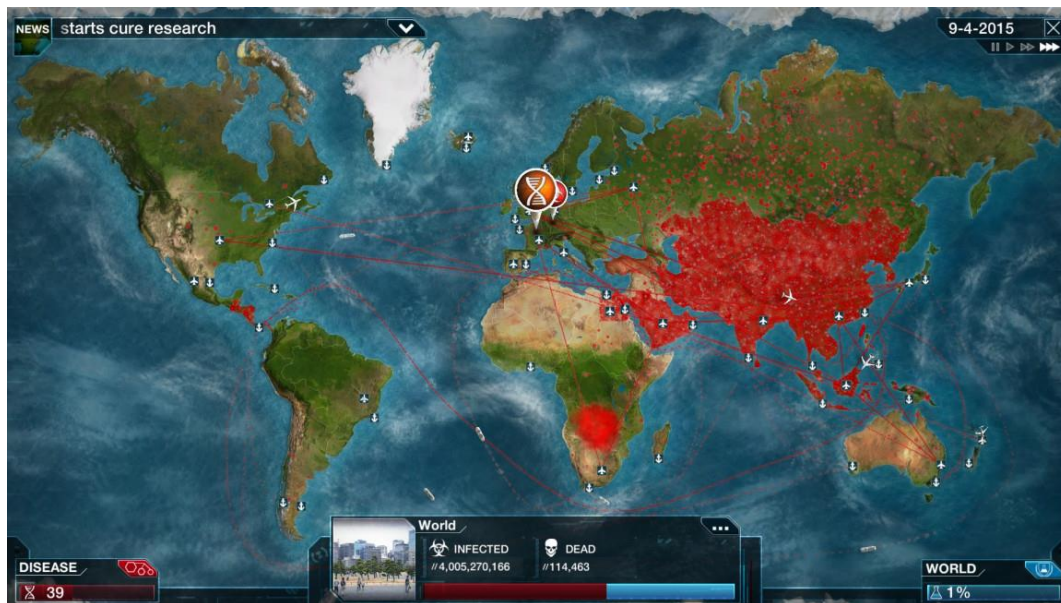 NEWS starts cure research
9-4-2015
World
INFECTED DEAD
4,005,270,166 114,463
DISEASE
39
WORLD
1%